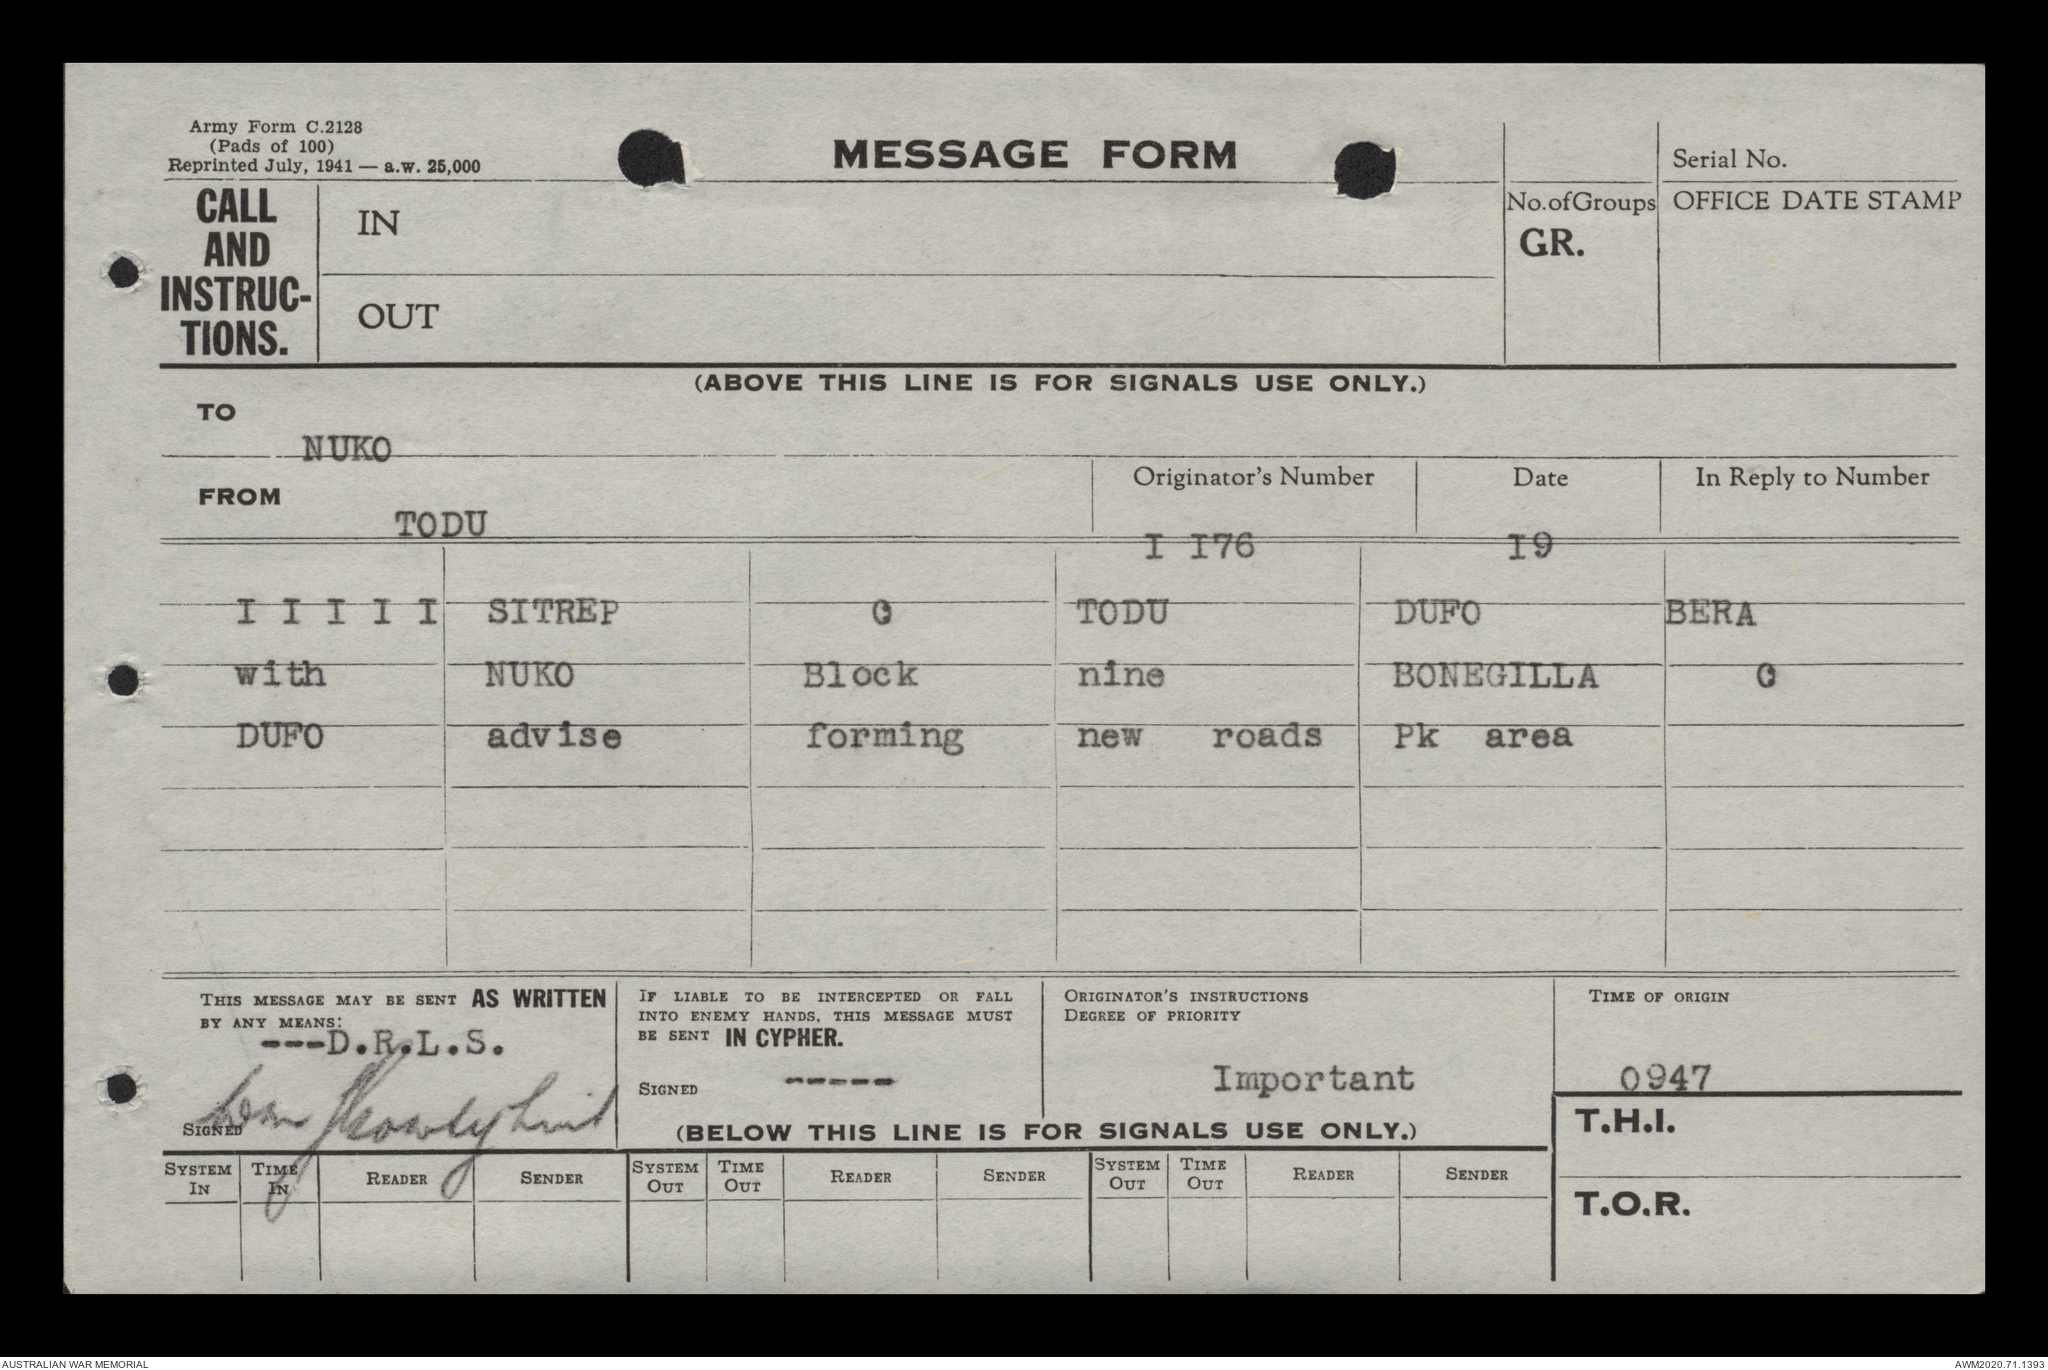 Army Form C.2128
(Pads of 100)
Reprinted July, 1941 — a.w. 25,000
MESSAGE FORM
Serial No.
CALL AND INSTRUC-TIONS.
IN
OUT
No.ofGroups
GR.
OFFICE DATE STAMP
(ABOVE THIS LINE IS FOR SIGNALS USE ONLY.)
TO
NUKO
FROM
TODU
Originator's Number
I I76
Date
I9
In Reply to Number
I I I I I SITREP O TODU DUFO BERA
with NUKO Block nine BONEGILLA O
DUFO advise forming new roads Pk area
THIS MESSAGE MAY BE SENT AS WRITTEN
BY ANY MEANS:
---D.R.L.S.
SIGNED
IF LIABLE TO BE INTERCEPTED OR FALL
INTO ENEMY HANDS, THIS MESSAGE MUST
BE SENT IN CYPHER.
SIGNED -----
ORIGINATOR'S INSTRUCTIONS
DEGREE OF PRIORITY
Important
TIME OF ORIGIN
0947
(BELOW THIS LINE IS FOR SIGNALS USE ONLY.)
T.H.I.
T.O.R.
SYSTEM IN TIME IN READER SENDER SYSTEM OUT TIME OUT READER SENDER SYSTEM OUT TIME OUT READER SENDER
AUSTRALIAN WAR MEMORIAL
AWM2020.71.1393